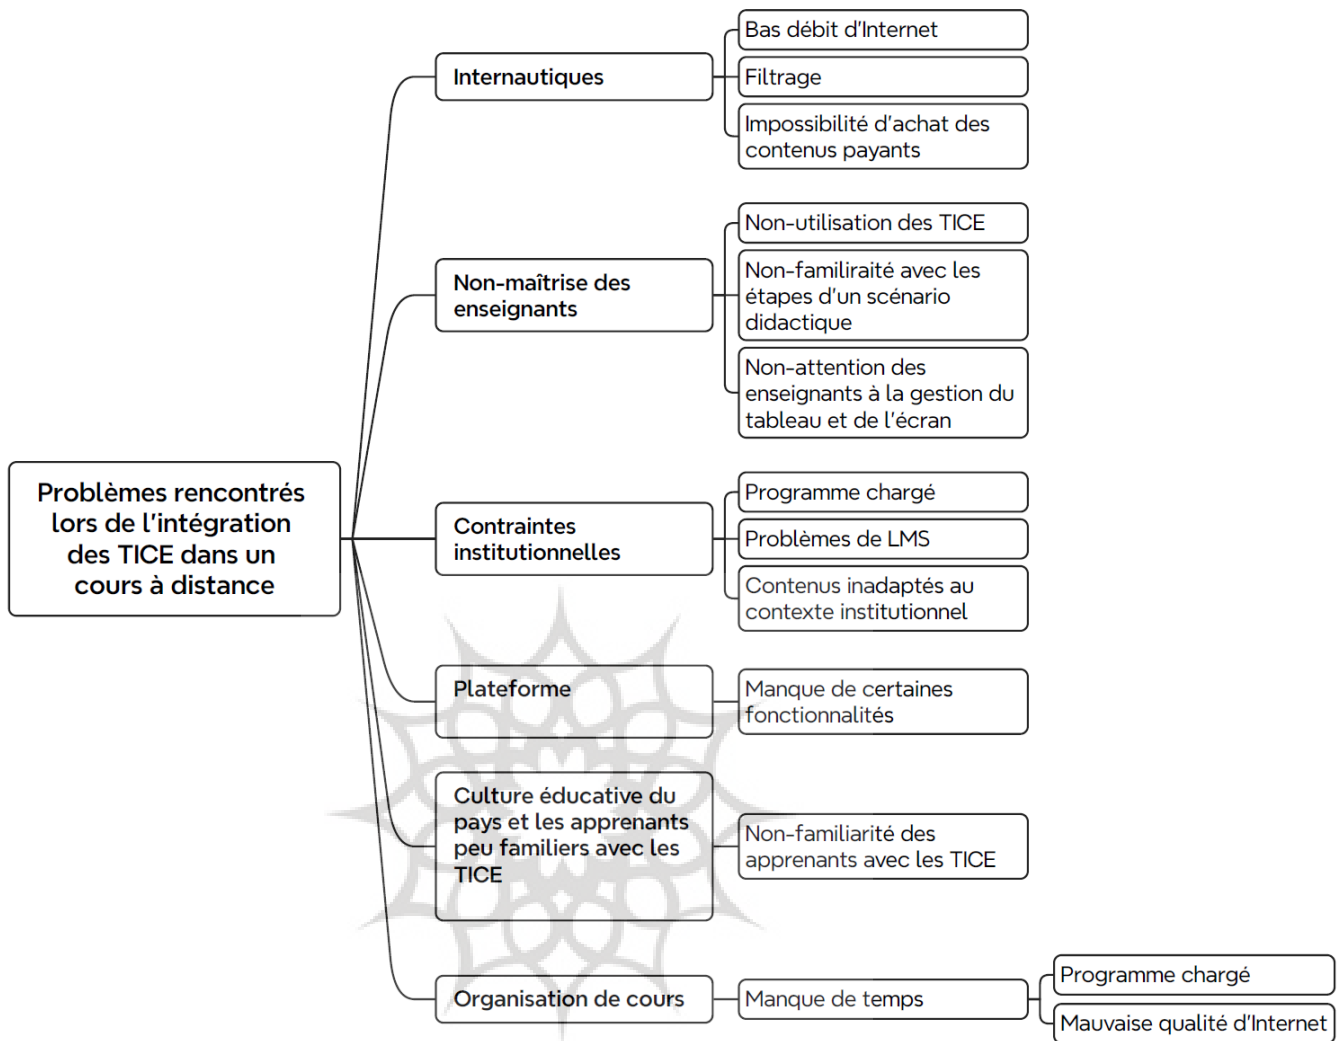 Problèmes rencontrés
lors de l'intégration
des TICE dans un
cours à distance
Internautiques
Bas débit d'Internet
Filtrage
Impossibilité d'achat des
contenus payants
Non-maîtrise des
enseignants
Non-utilisation des TICE
Non-familiraité avec les
étapes d'un scénario
didactique
Non-attention des
enseignants à la gestion du
tableau et de l'écran
Contraintes
institutionnelles
Programme chargé
Problèmes de LMS
Contenus inadaptés au
contexte institutionnel
Plateforme
Manque de certaines
fonctionnalités
Culture éducative du
pays et les apprenants
peu familiers avec les
TICE
Non-familiarité des
apprenants avec les TICE
Organisation de cours
Manque de temps
Programme chargé
Mauvaise qualité d'Internet